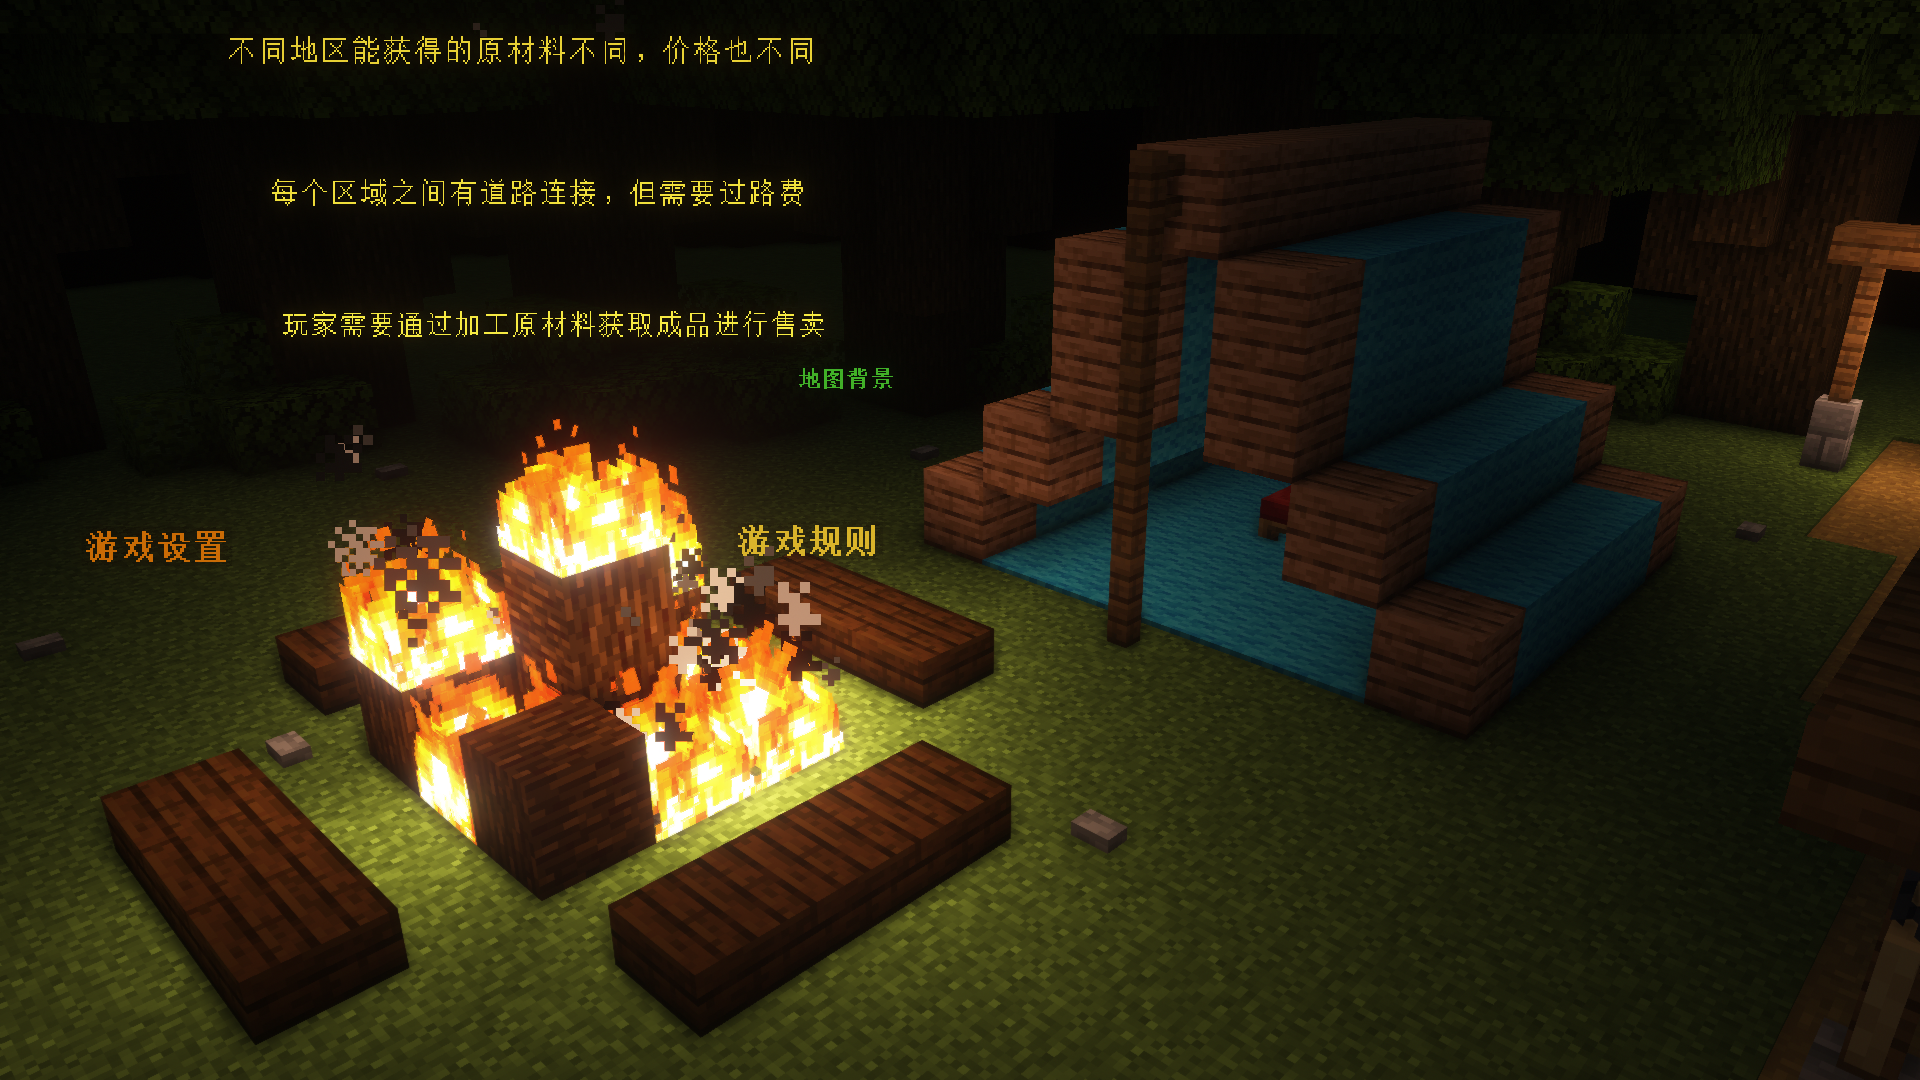 不同地区能获得的原材料不同，价格也不同
每个区域之间有道路连接，但需要过路费
玩家需要通过加工原材料获取成品进行售卖
地图背景
游戏设置
游戏规则